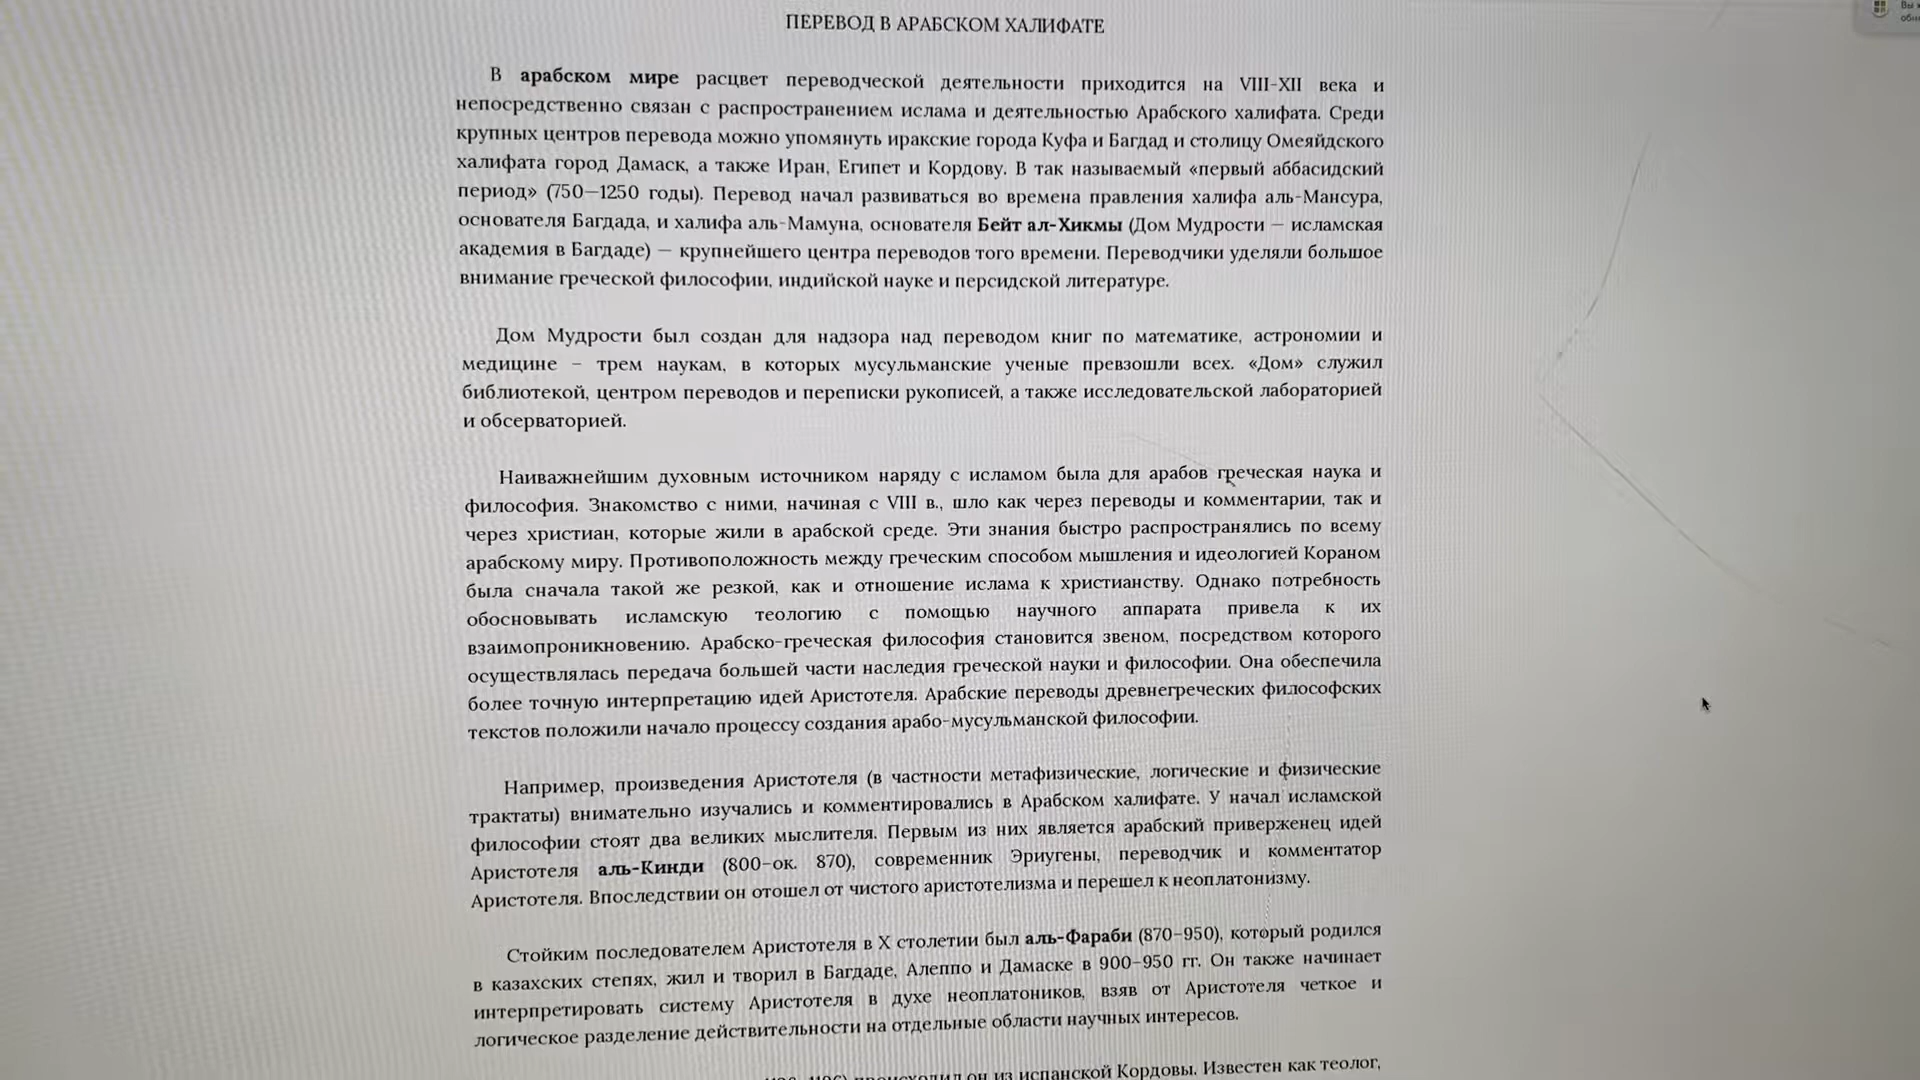 ПЕРЕВОД В АРАБСКОМ ХАЛИФАТЕ
В арабском мире расцвет переводческой деятельности приходится на VIII-XII века и
непосредственно связан с распространением ислама и деятельностью Арабского халифата. Среди
крупных центров перевода можно упомянуть иракские города Куфа и Багдад и столицу Омеяйдского
халифата город Дамаск, а также Иран, Египет и Кордову. В так называемый «первый аббасидский
период» (750—1250 годы). Перевод начал развиваться во времена правления халифа аль-Мансура,
основателя Багдада, и халифа аль-Мамуна, основателя Бейт ал-Хикмы (Дом Мудрости — исламская
академия в Багдаде) — крупнейшего центра переводов того времени. Переводчики уделяли большое
внимание греческой философии, индийской науке и персидской литературе.
Дом Мудрости был создан для надзора над переводом книг по математике, астрономии и
медицине – трем наукам, в которых мусульманские ученые превзошли всех. «Дом» служил
библиотекой, центром переводов и переписки рукописей, а также исследовательской лабораторией
и обсерваторией.
Наиважнейшим духовным источником наряду с исламом была для арабов греческая наука и
философия. Знакомство с ними, начиная с VIII в., шло как через переводы и комментарии, так и
через христиан, которые жили в арабской среде. Эти знания быстро распространялись по всему
арабскому миру. Противоположность между греческим способом мышления и идеологией Кораном
была сначала такой же резкой, как и отношение ислама к христианству. Однако потребность
обосновывать исламскую теологию с помощью научного аппарата привела к их
взаимопроникновению. Арабско-греческая философия становится звеном, посредством которого
осуществлялась передача большей части наследия греческой науки и философии. Она обеспечила
более точную интерпретацию идей Аристотеля. Арабские переводы древнегреческих философских
текстов положили начало процессу создания арабо-мусульманской философии.
Например, произведения Аристотеля (в частности метафизические, логические и физические
трактаты) внимательно изучались и комментировались в Арабском халифате. У начал исламской
философии стоят два великих мыслителя. Первым из них является арабский приверженец идей
Аристотеля аль-Кинди (800-ок. 870), современник Эриугены, переводчик и комментатор
Аристотеля. Впоследствии он отошел от чистого аристотелизма и перешел к неоплатонизму.
Стойким последователем Аристотеля в X столетии был аль-Фараби (870-950), который родился
в казахских степях, жил и творил в Багдаде, Алеппо и Дамаске в 900-950 гг. Он также начинает
интерпретировать систему Аристотеля в духе неоплатоников, взяв от Аристотеля четкое и
логическое разделение действительности на отдельные области научных интересов.
происходил он из испанской Кордовы. Известен как теолог,